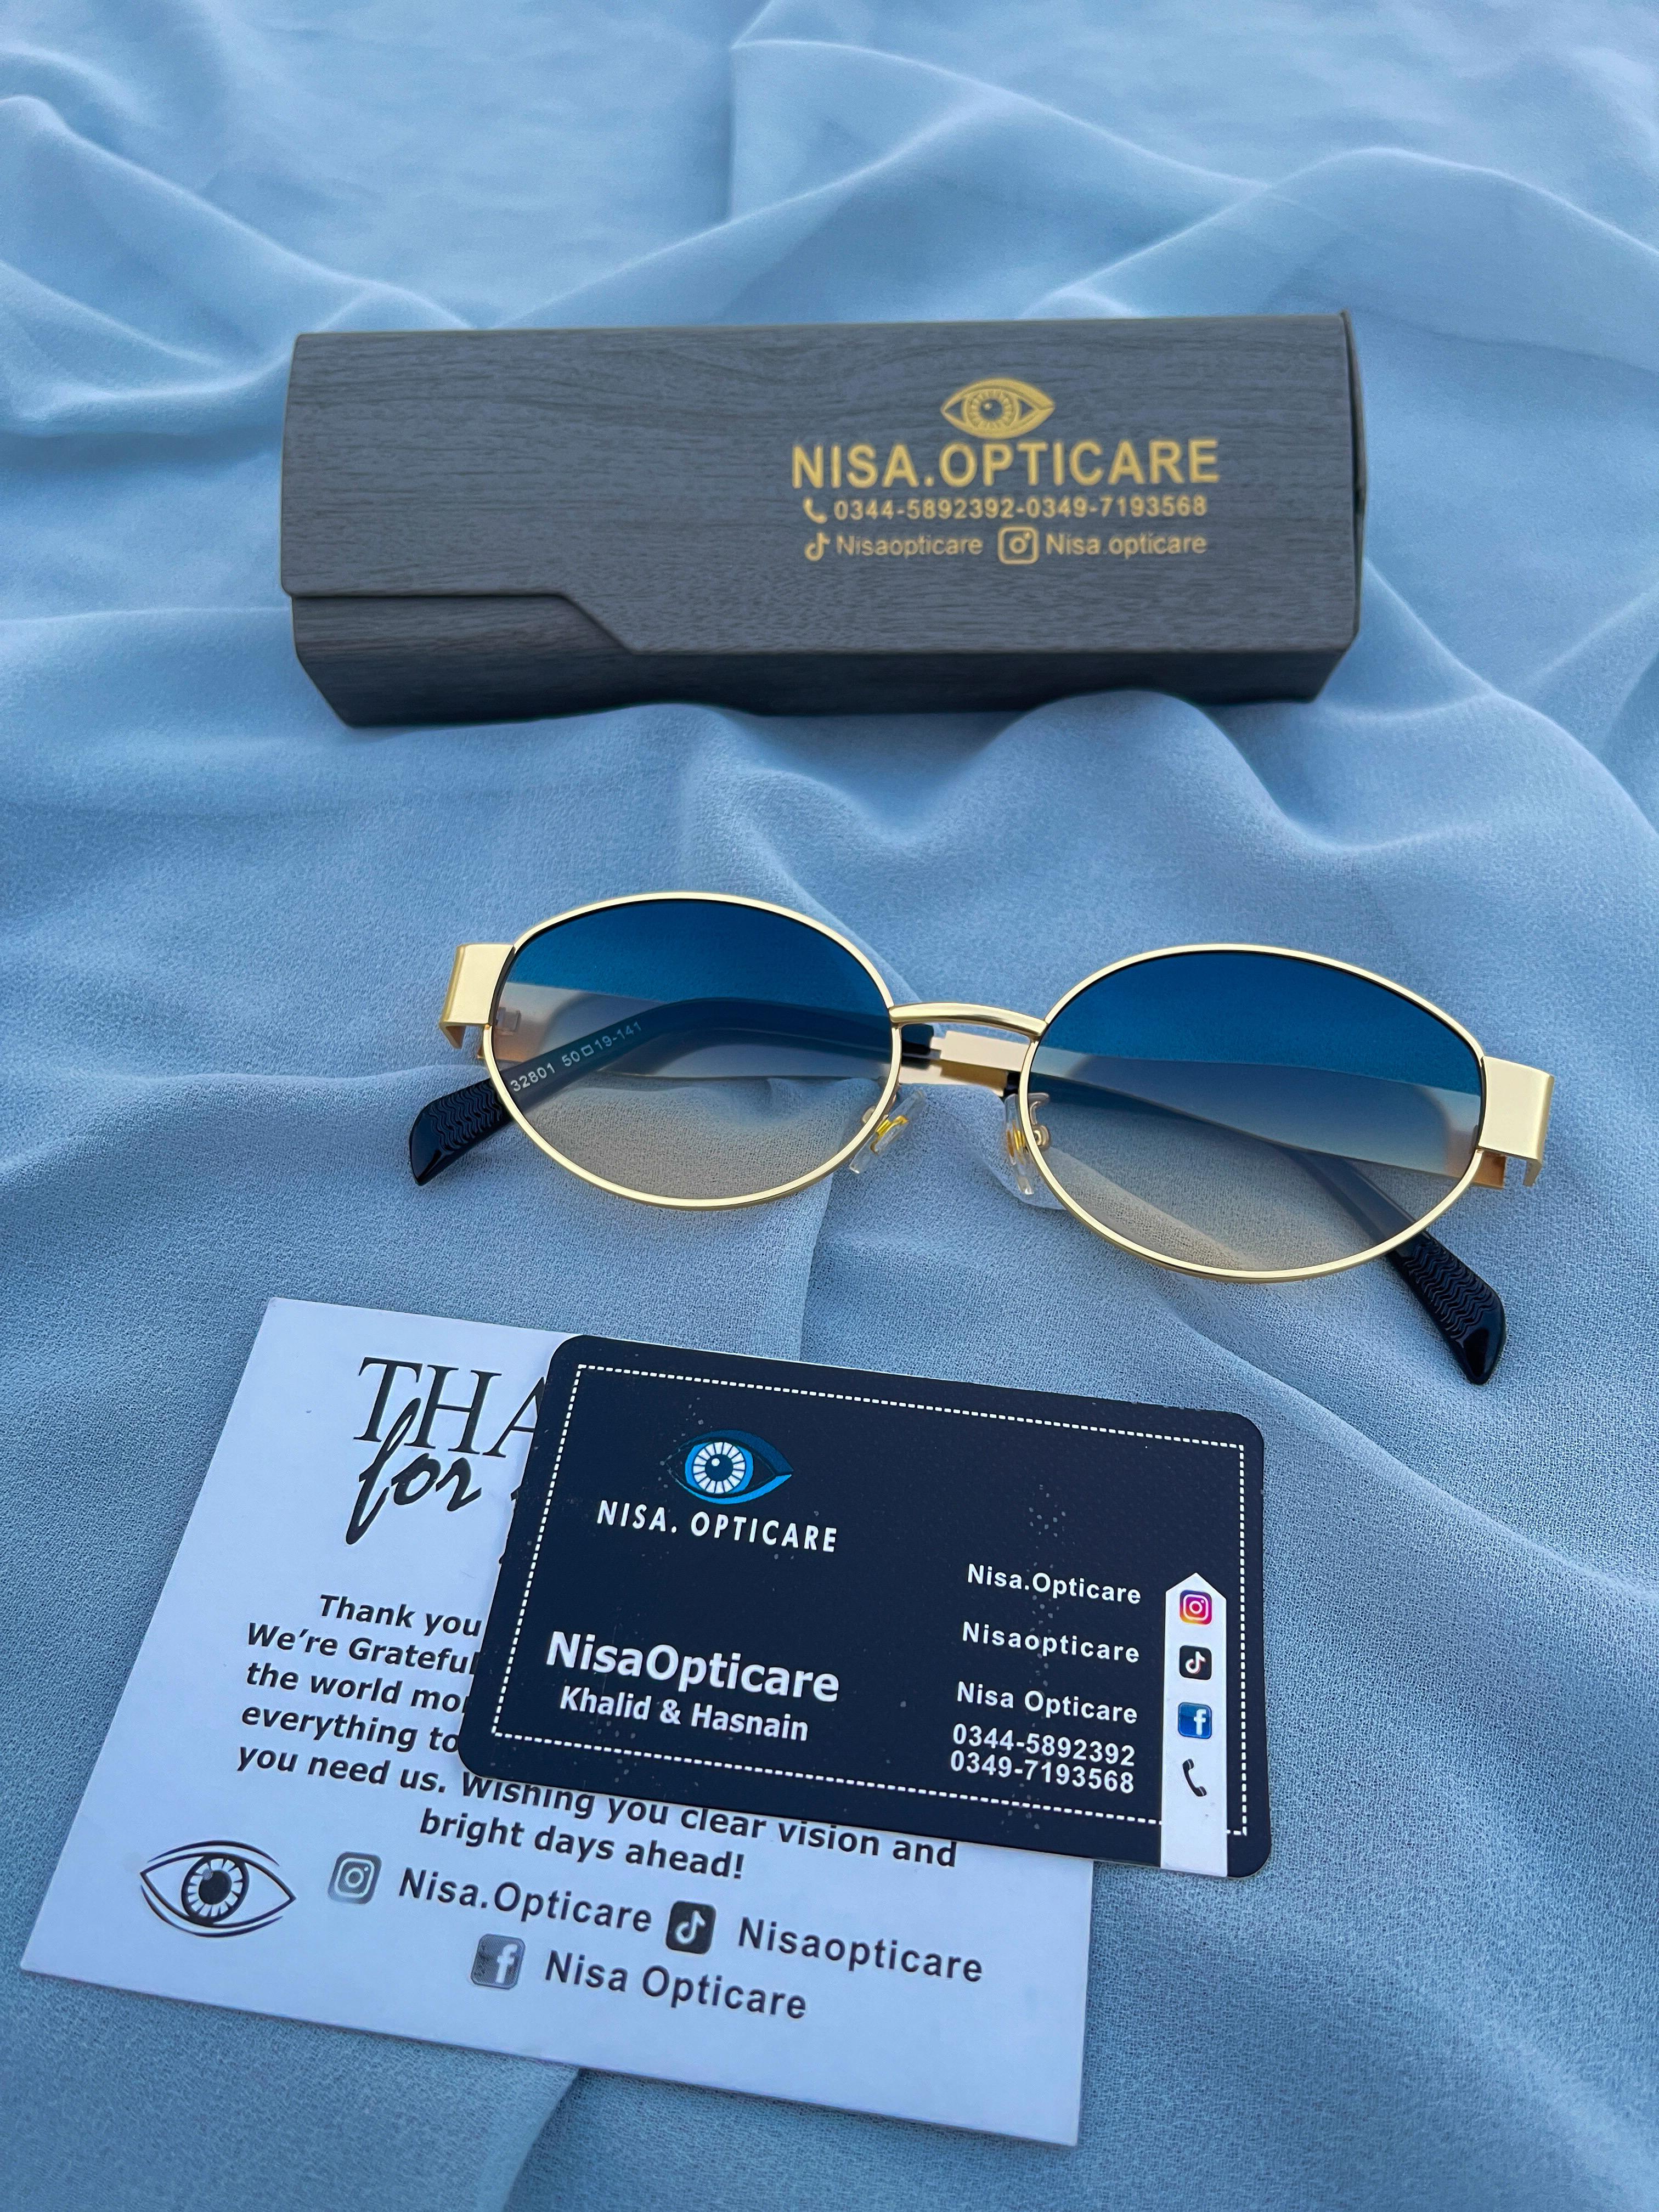 NISA.OPTICARE
0344-5892392-0349-7193568
Nisaopticare Nisa.opticare
32801 50□19-141
THA
for
Thank you
We're Grateful
the world
everything to
you need us. Wishing you clear vision and
bright days ahead!
Nisa.Opticare Nisaopticare
Nisa Opticare
NISA. OPTICARE
NisaOpticare
Khalid & Hasnain
Nisa.Opticare
Nisaopticare
Nisa Opticare
0344-5892392
0349-7193568